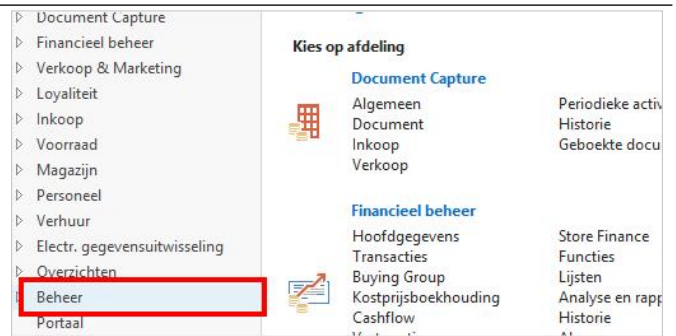 Document Capture
Financieel beheer
Verkoop & Marketing
Loyaliteit
Inkoop
Voorraad
Magazijn
Personeel
Verhuur
Electr. gegevensuitwisseling
Overzichten
Beheer
Portaal
Kies op afdeling
Document Capture
Algemeen Periodieke activ
Document Historie
Inkoop Geboekte docu
Verkoop
Financieel beheer
Hoofdgegevens Store Finance
Transacties Functies
Buying Group Lijsten
Kostprijsboekhouding Analyse en rapp
Cashflow Historie